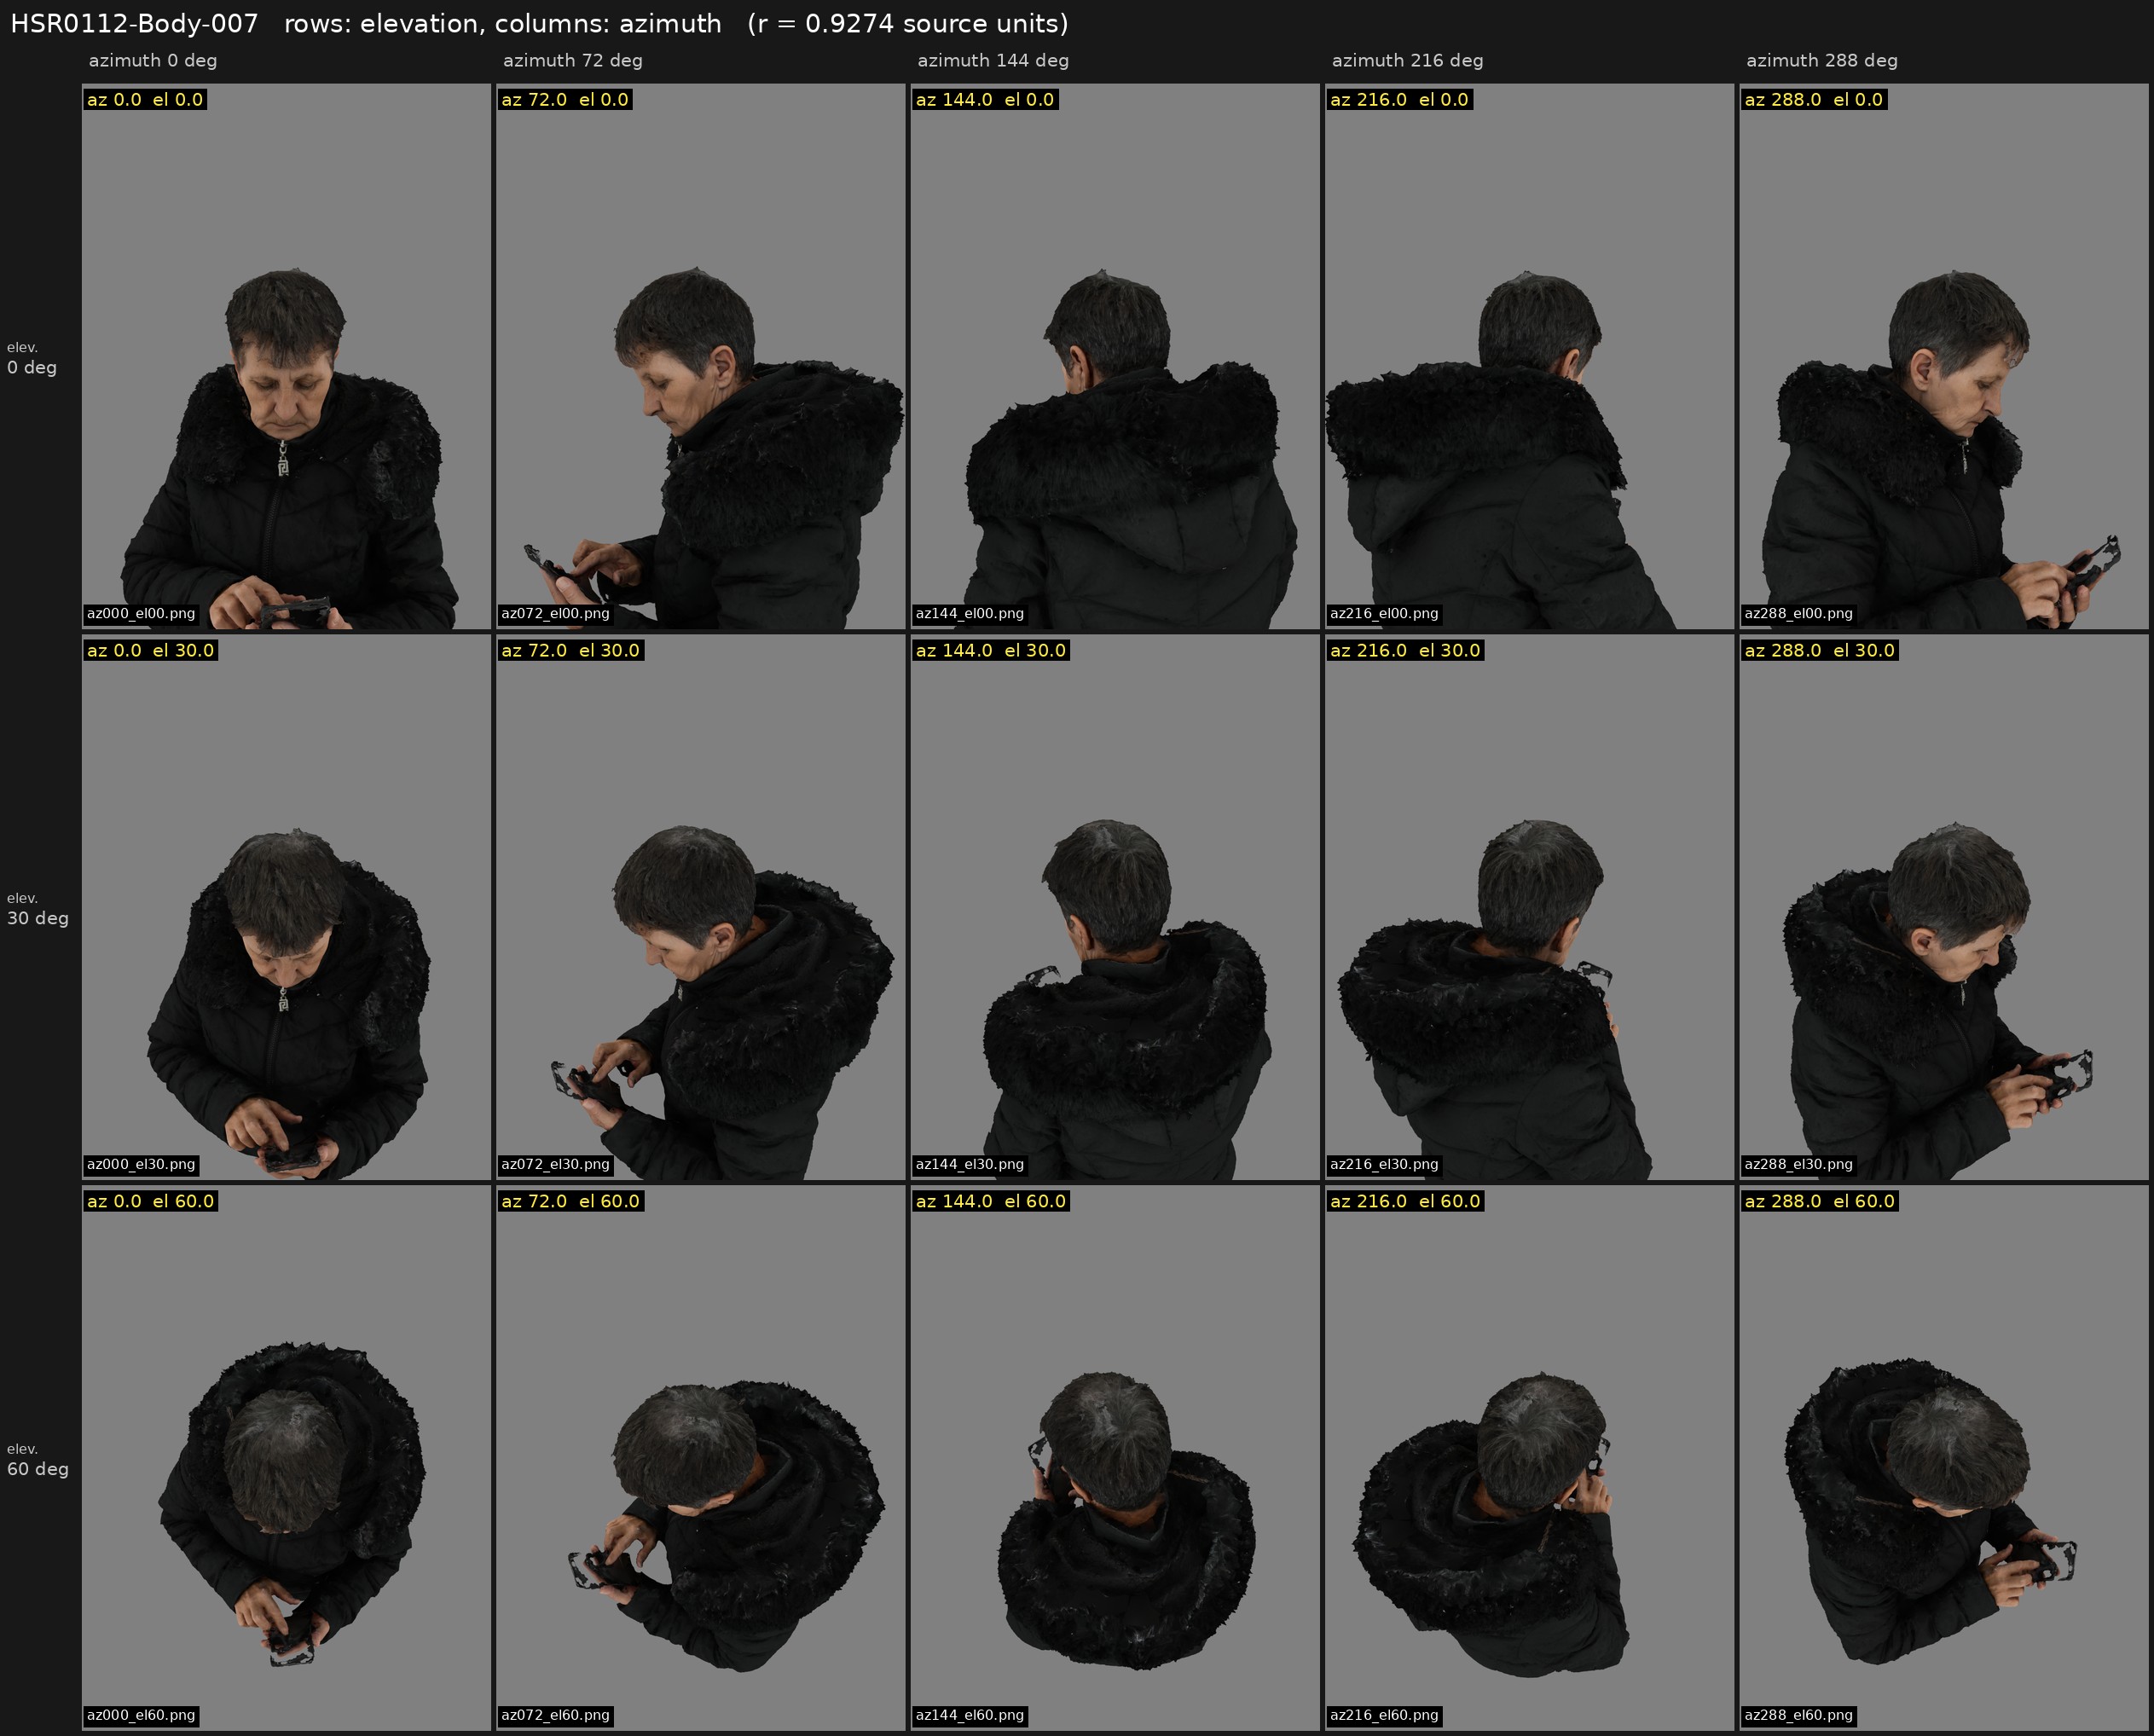 HSR0112-Body-007   rows: elevation, columns: azimuth   (r = 0.9274 source units)
azimuth 0 deg   azimuth 72 deg   azimuth 144 deg   azimuth 216 deg   azimuth 288 deg
az 0.0  el 0.0   az 72.0  el 0.0   az 144.0  el 0.0   az 216.0  el 0.0   az 288.0  el 0.0
elev.
0 deg
az000_el00.png   az072_el00.png   az144_el00.png   az216_el00.png   az288_el00.png
az 0.0  el 30.0   az 72.0  el 30.0   az 144.0  el 30.0   az 216.0  el 30.0   az 288.0  el 30.0
elev.
30 deg
az000_el30.png   az072_el30.png   az144_el30.png   az216_el30.png   az288_el30.png
az 0.0  el 60.0   az 72.0  el 60.0   az 144.0  el 60.0   az 216.0  el 60.0   az 288.0  el 60.0
elev.
60 deg
az000_el60.png   az072_el60.png   az144_el60.png   az216_el60.png   az288_el60.png